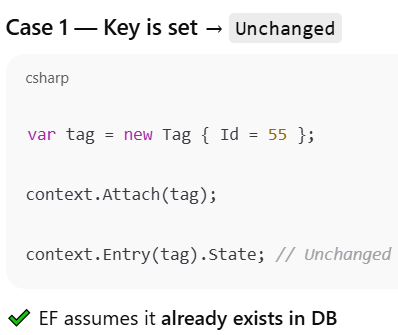 Case 1 — Key is set → Unchanged
csharp
var tag = new Tag { Id = 55 };
context.Attach(tag);
context.Entry(tag).State; // Unchanged
✔ EF assumes it already exists in DB